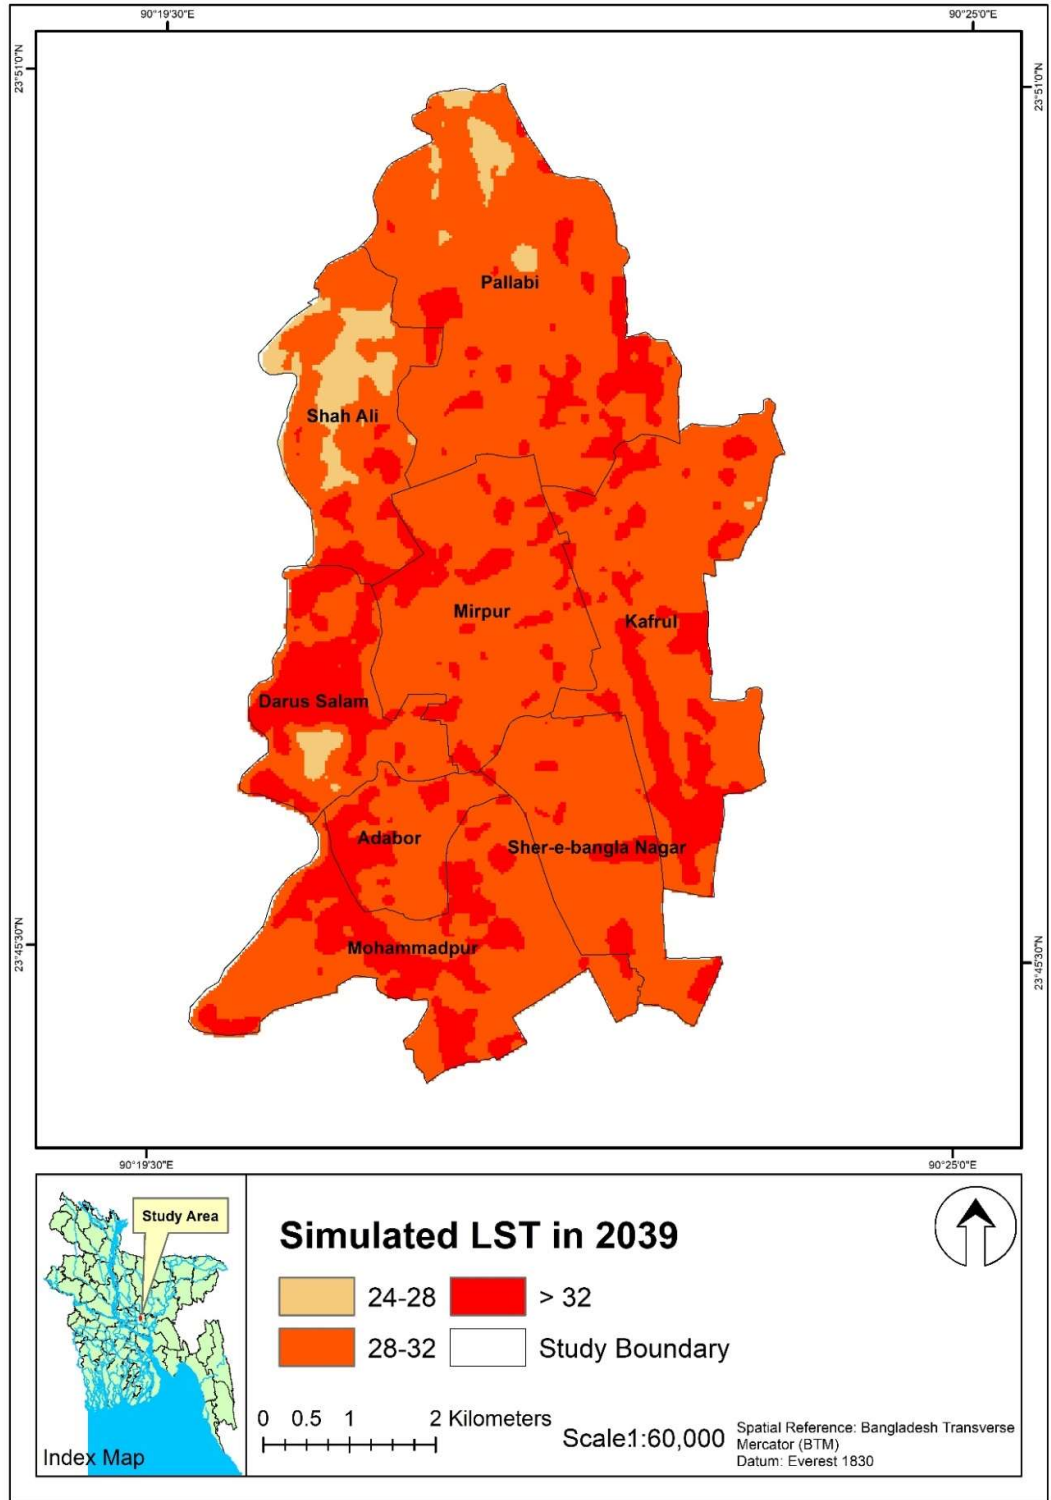 90°19'30"E
90°25'0"E
23°51'0"N
23°51'0"N
Pallabi
Shah Ali
Mirpur
Kafrul
Darus Salam
Adabor
Sher-e-bangla Nagar
Mohammadpur
23°45'30"N
23°45'30"N
90°19'30"E
90°25'0"E
Study Area
Index Map
Simulated LST in 2039
24-28
> 32
28-32
Study Boundary
0 0.5 1 2 Kilometers
Scale1:60,000
Spatial Reference: Bangladesh Transverse
Mercator (BTM)
Datum: Everest 1830